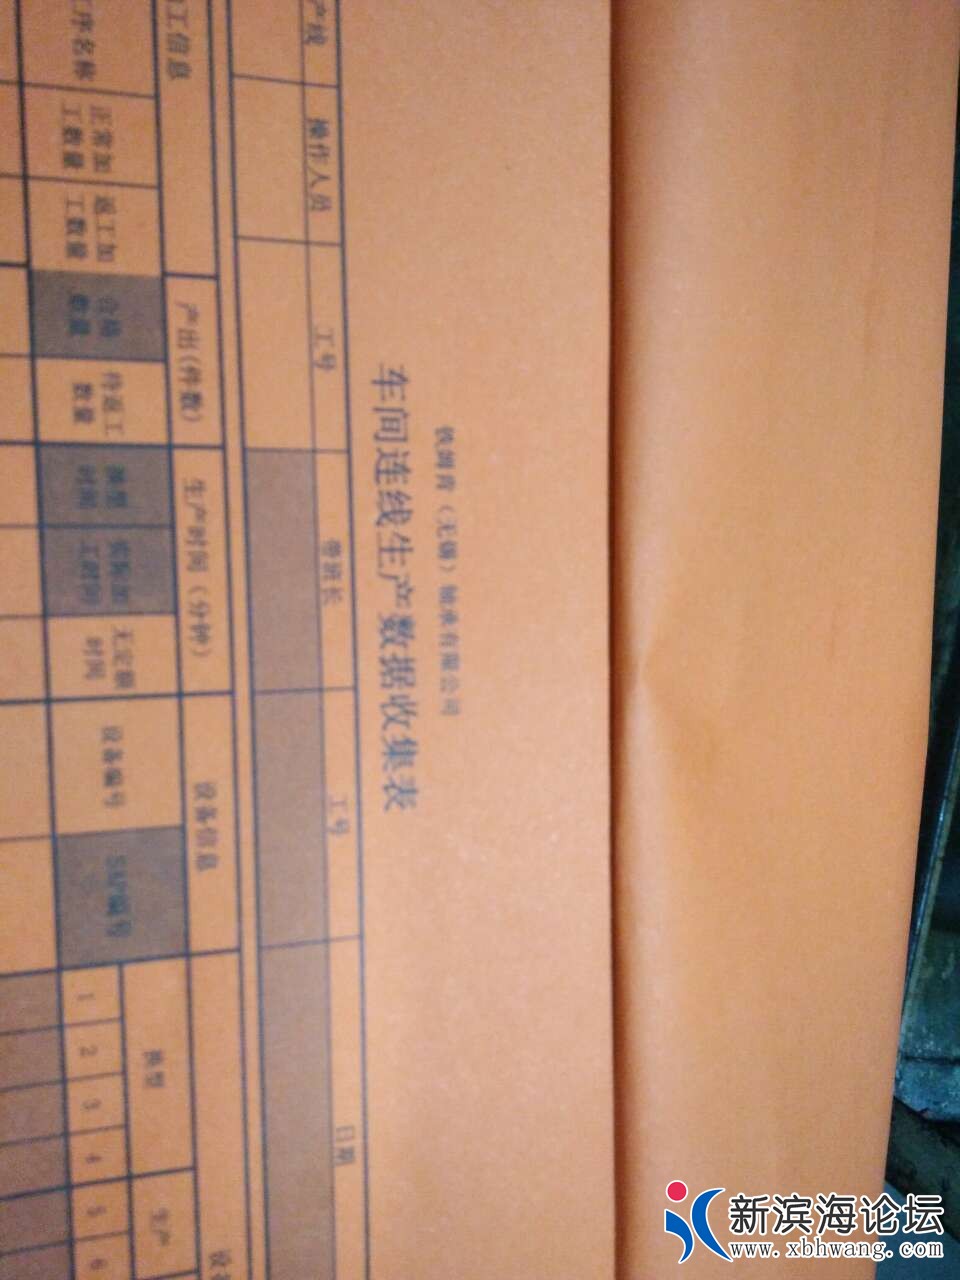 铁姆肯（无锡）轴承有限公司
车间连线生产数据收集表
产线 操作人员 工号 带班长 工号 日期
工信息 产出(件数) 生产时间（分钟） 设备信息 设
工序名称 正常加工数量 返工加工数量 合格数量 待返工数量 换型时间 实际加工时间 无定额时间 设备编号 SAP编号 换型 生产
1 2 3 4 5 6
新滨海论坛
www.xbhwang.com